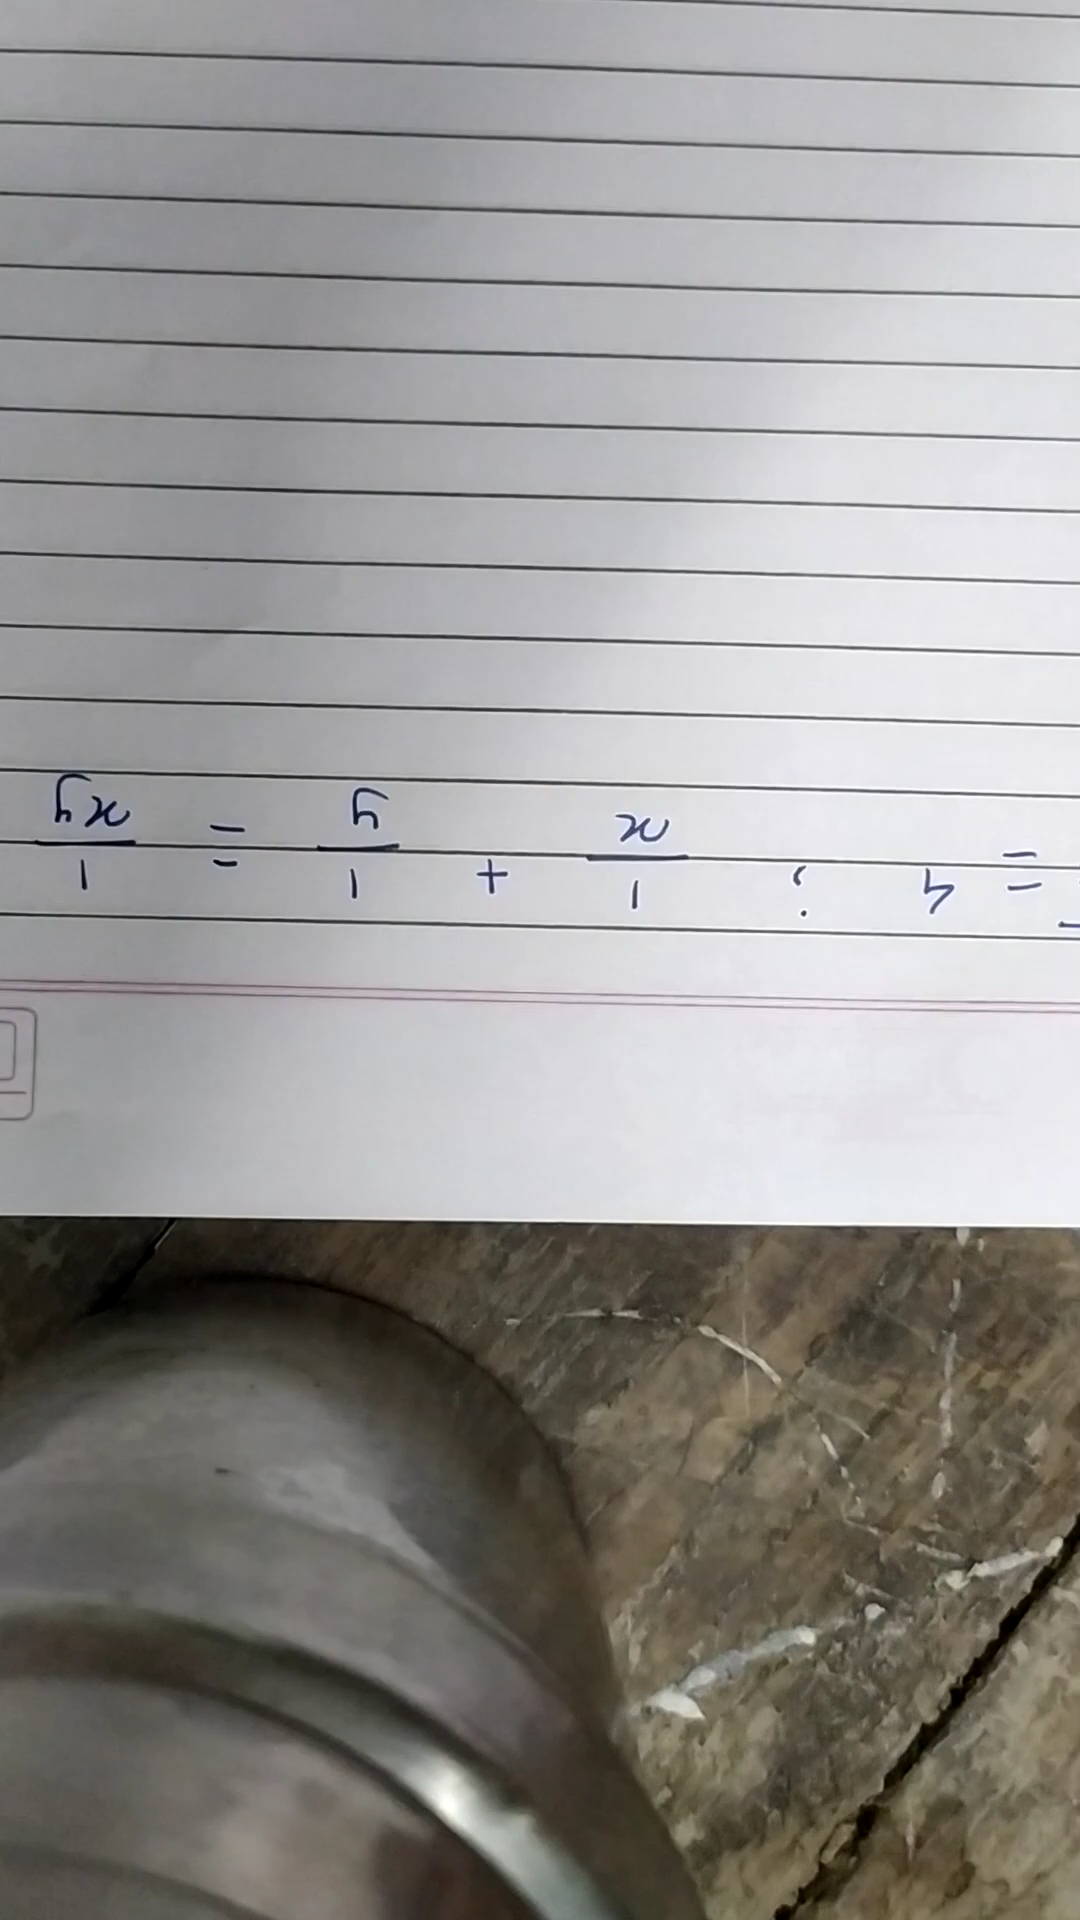 = 4 ; 1/x + 1/y = 1/xy